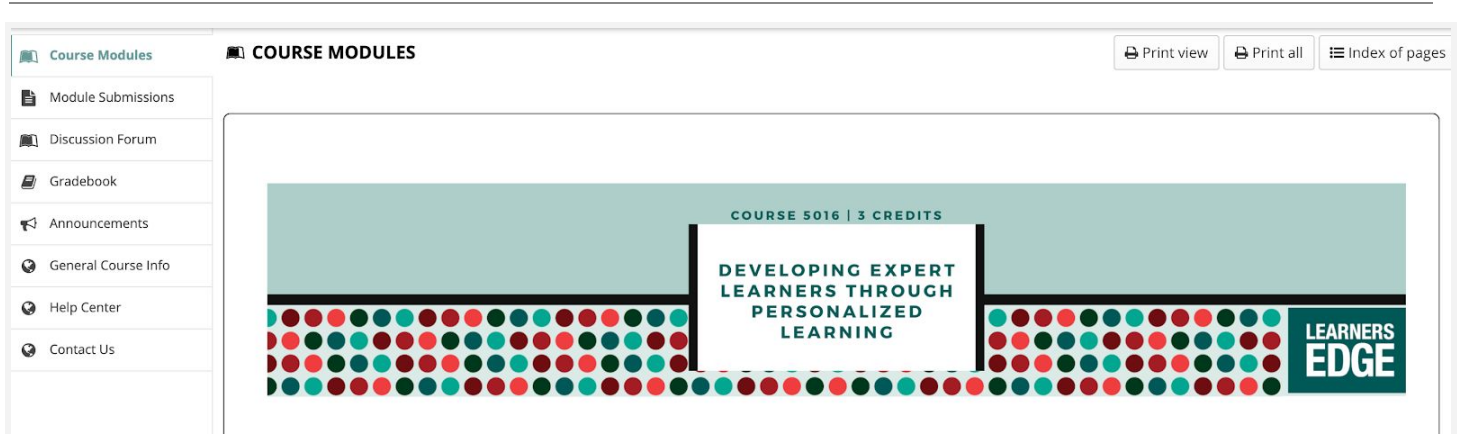 Course Modules
Module Submissions
Discussion Forum
Gradebook
Announcements
General Course Info
Help Center
Contact Us
COURSE MODULES
Print view
Print all
Index of pages
COURSE 5016 | 3 CREDITS
DEVELOPING EXPERT
LEARNERS THROUGH
PERSONALIZED
LEARNING
LEARNERS
EDGE